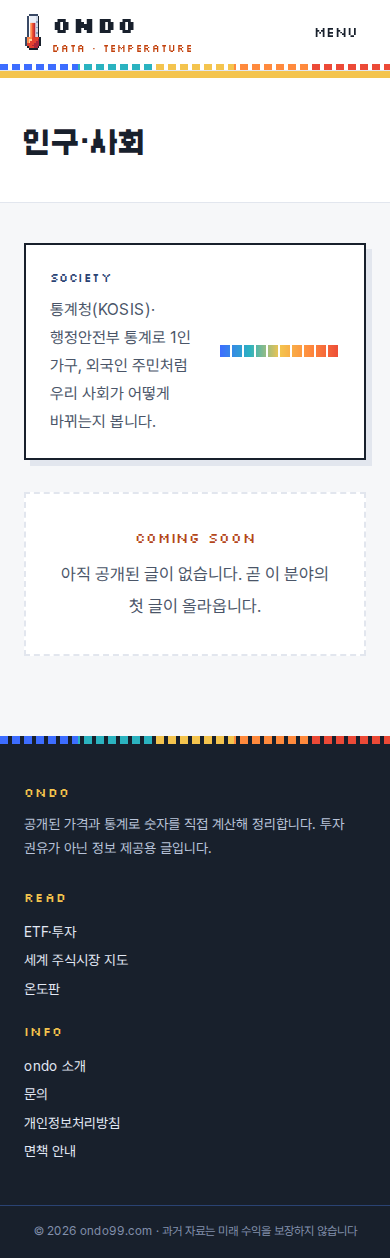 ONDO
DATA · TEMPERATURE
MENU
인구·사회
SOCIETY
통계청(KOSIS)·
행정안전부 통계로 1인
가구, 외국인 주민처럼
우리 사회가 어떻게
바뀌는지 봅니다.
COMING SOON
아직 공개된 글이 없습니다. 곧 이 분야의
첫 글이 올라옵니다.
ONDO
공개된 가격과 통계로 숫자를 직접 계산해 정리합니다. 투자
권유가 아닌 정보 제공용 글입니다.
READ
ETF·투자
세계 주식시장 지도
온도판
INFO
ondo 소개
문의
개인정보처리방침
면책 안내
© 2026 ondo99.com · 과거 자료는 미래 수익을 보장하지 않습니다